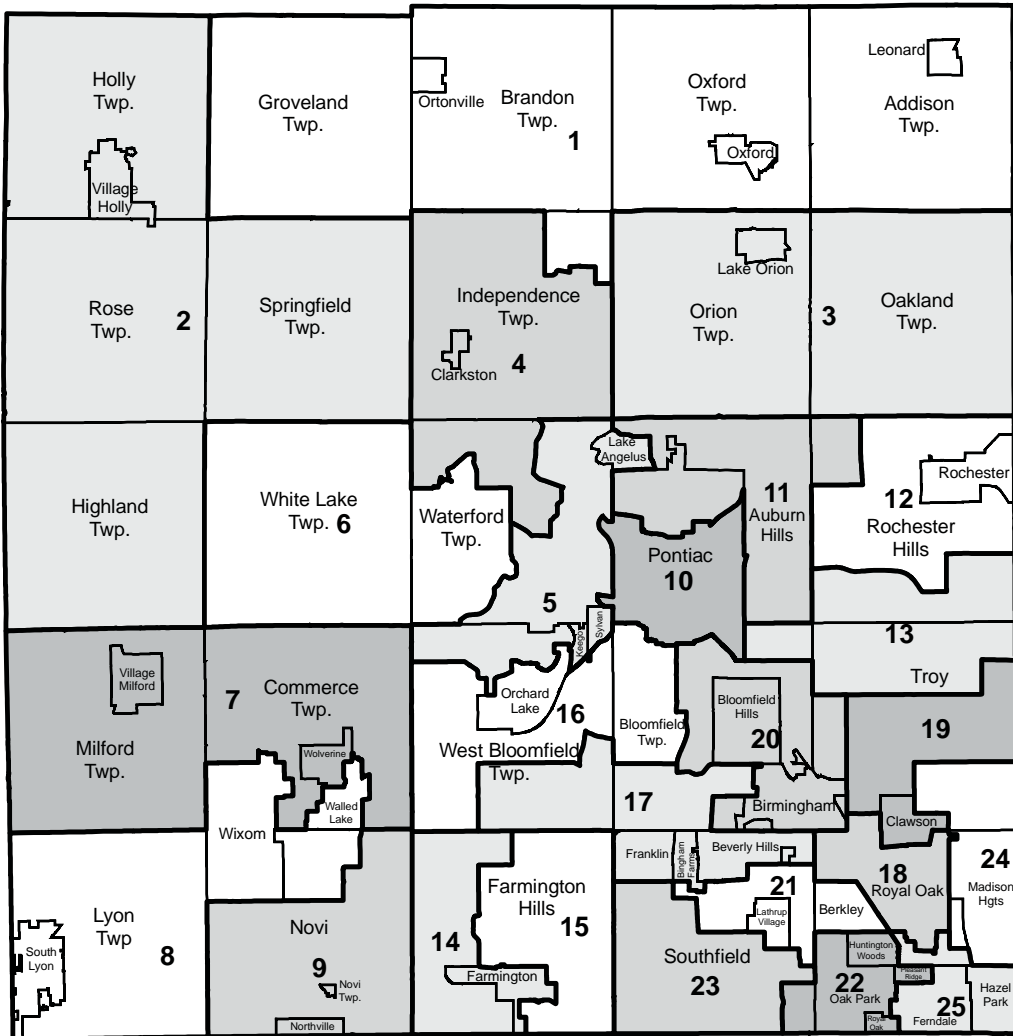 Holly
Twp.
Groveland
Twp.
Ortonville
Brandon
Twp.
1
Oxford
Twp.
Oxford
Leonard
Addison
Twp.
Village
Holly
Rose
Twp.
2
Springfield
Twp.
Independence
Twp.
4
Clarkston
Lake Orion
Orion
Twp.
3
Oakland
Twp.
Highland
Twp.
White Lake
Twp. 6
Waterford
Twp.
5
Lake
Angelus
Pontiac
10
11
Auburn
Hills
12
Rochester
Rochester
Hills
Keego
Sylvan
13
Troy
Village
Milford
Milford
Twp.
7
Commerce
Twp.
Wolverine
Walled
Lake
Wixom
Orchard
Lake
16
West Bloomfield
Twp.
Bloomfield
Twp.
Bloomfield
Hills
20
19
17
Birmingham
Clawson
Lyon
Twp
8
South
Lyon
Novi
9
Novi
Twp.
Northville
14
Farmington
Hills
15
Farmington
Franklin
Bingham
Farms
Beverly Hills
21
Lathrup
Village
Southfield
23
Berkley
18
Royal Oak
24
Madison
Hgts
Huntington
Woods
22
Oak Park
Pleasant
Ridge
Royal
Oak
25
Ferndale
Hazel
Park